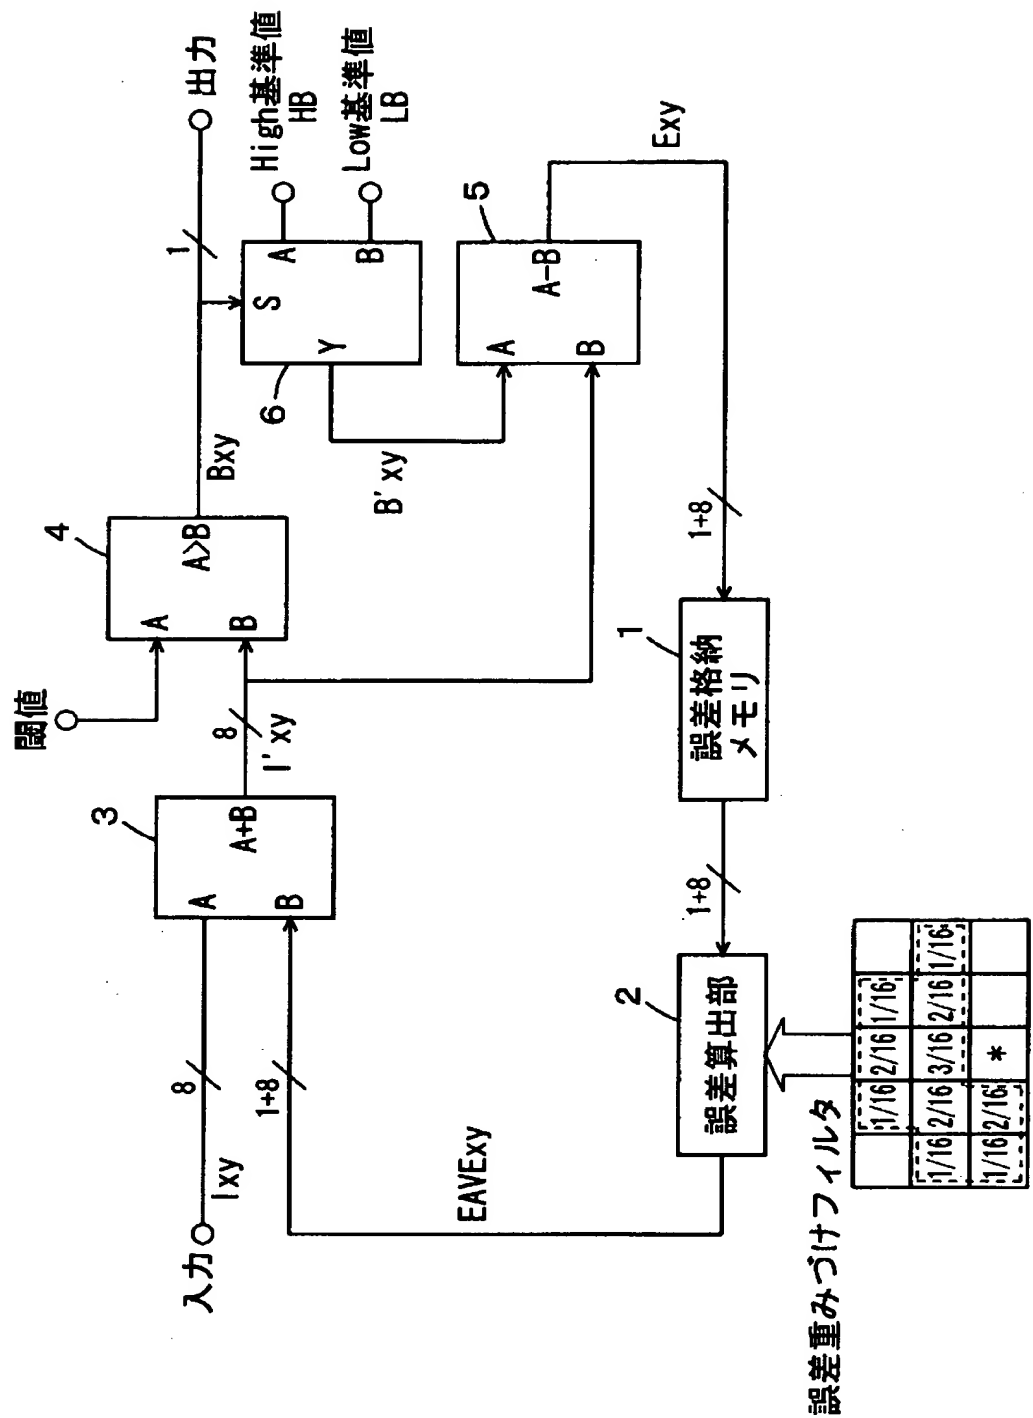 閾値
入力
Ixy
8
3
A
A+B
B
8
I'xy
4
A
A>B
B
Bxy
1
出力
S
A
High基準値
HB
Y
B
Low基準値
LB
6
B'xy
5
A
A-B
B
Exy
1+8
EAVExy
2
誤差算出部
1+8
1
誤差格納
メモリ
1+8
誤差重みづけフィルタ
1/16 2/16 1/16
1/16 2/16 3/16 2/16 1/16
1/16 2/16 *